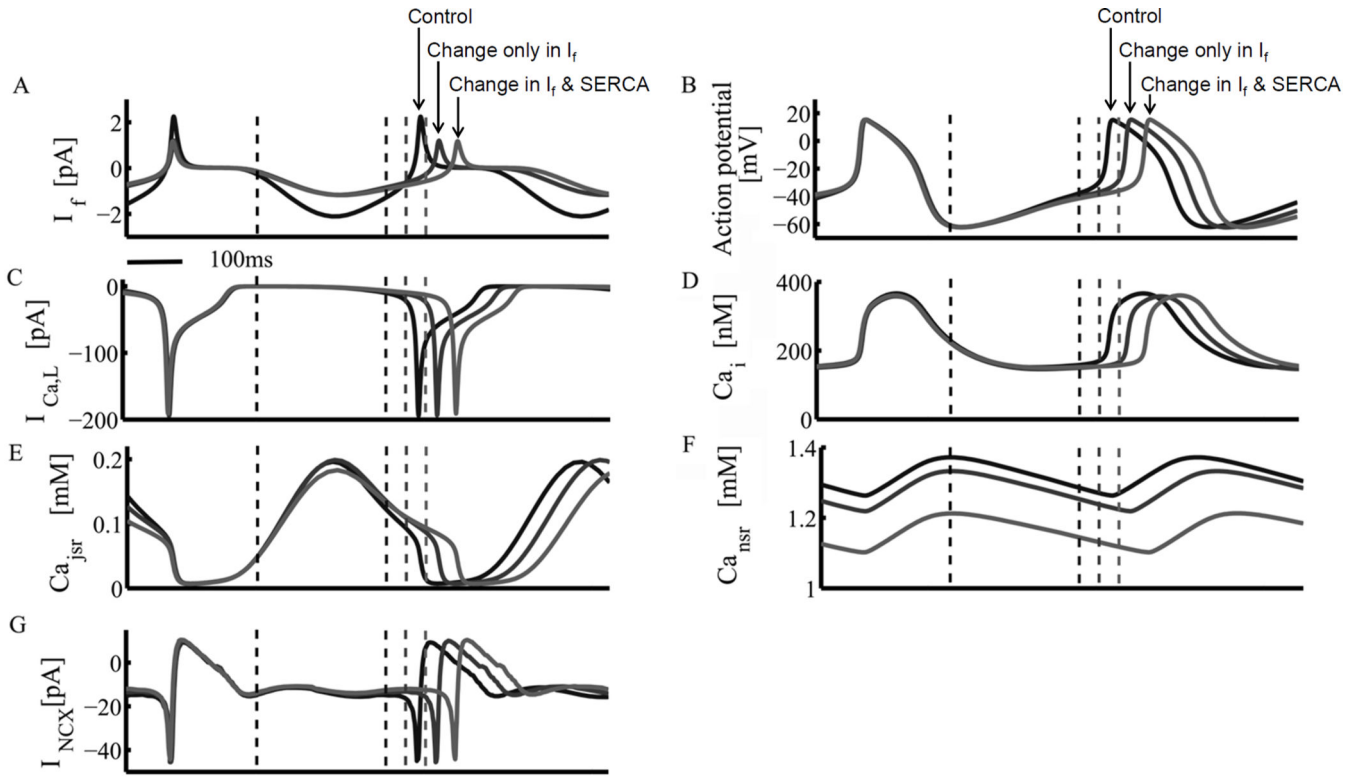 Control
Change only in If
Change in If & SERCA
A
If [pA]
2
0
−2
100ms
Control
Change only in If
Change in If & SERCA
B
Action potential
[mV]
20
0
−20
−40
−60
C
I Ca,L [pA]
0
−100
−200
D
Cai [nM]
400
200
0
E
Cajsr [mM]
0.2
0.1
0
F
Cansr [mM]
1.4
1.2
1
G
I NCX [pA]
0
−20
−40